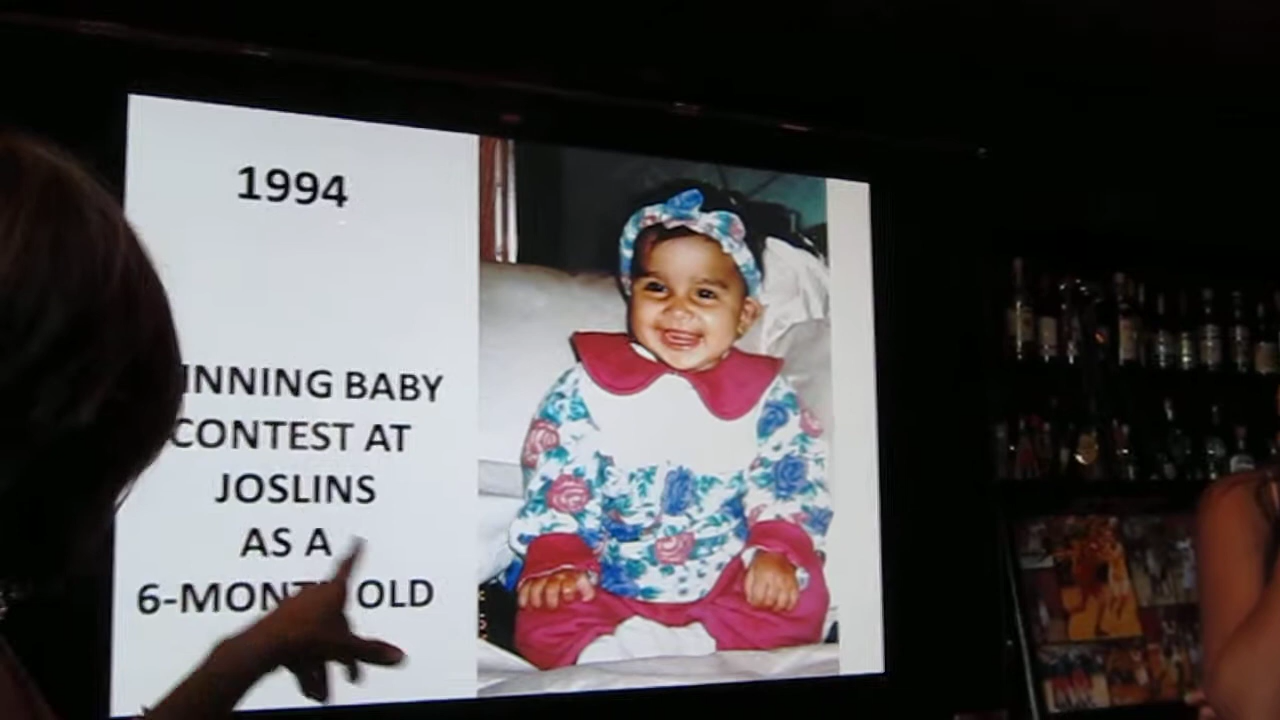 1994
INNING BABY
CONTEST AT
JOSLINS
AS A
6-MONT OLD